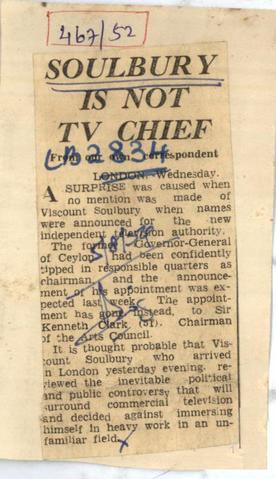 467/52
SOULBURY
IS NOT
TV CHIEF
LB2834
From our own correspondent
LONDON, Wednesday.
A SURPRISE was caused when
no mention was made of
Viscount Soulbury when names
were announced for the new
independent television authority.
The former Governor-General
of Ceylon had been confidently
tipped in responsible quarters as
chairman and the announce-
ment of his appointment was ex-
pected last week. The appoint-
ment has gone instead, to Sir
Kenneth Clark (51), Chairman
of the Arts Council.
It is thought probable that Vis-
count Soulbury who arrived
in London yesterday evening, re-
viewed the inevitable political
and public controversy that will
surround commercial television
and decided against immersing
himself in heavy work in an un-
familiar field.